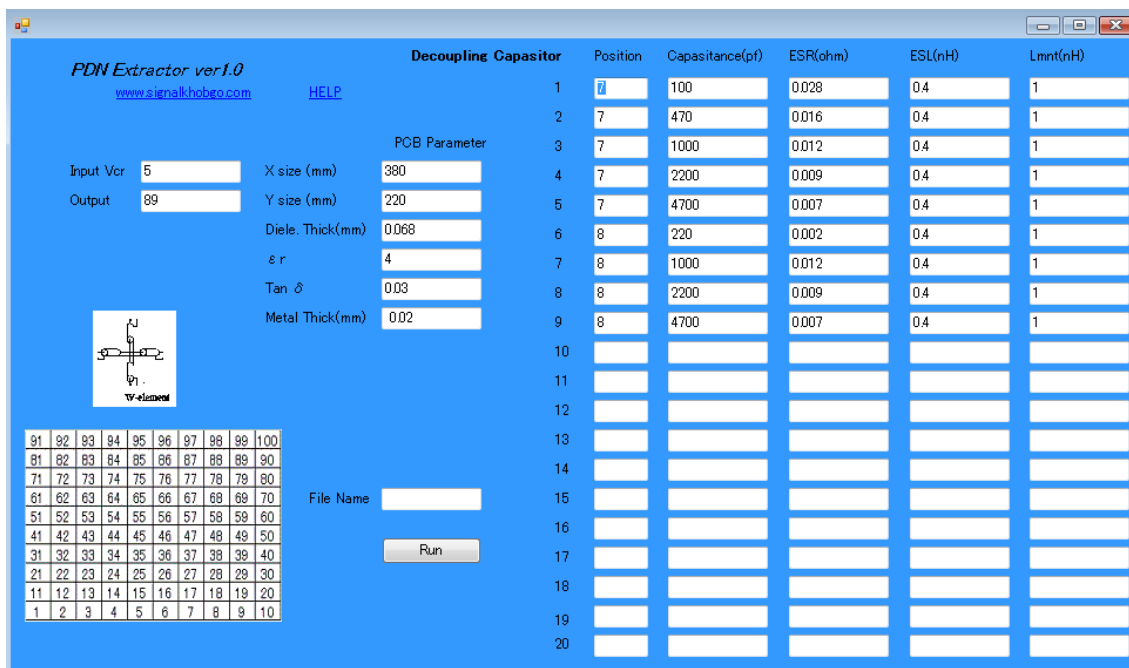 PDN Extractor ver1.0
www.signalkhobgo.com HELP
Input Vcr 5
Output 89
PCB Parameter
X size (mm) 380
Y size (mm) 220
Diele. Thick(mm) 0.068
ε r 4
Tan δ 0.03
Metal Thick(mm) 0.02
W-element
91 92 93 94 95 96 97 98 99 100
81 82 83 84 85 86 87 88 89 90
71 72 73 74 75 76 77 78 79 80
61 62 63 64 65 66 67 68 69 70
51 52 53 54 55 56 57 58 59 60
41 42 43 44 45 46 47 48 49 50
31 32 33 34 35 36 37 38 39 40
21 22 23 24 25 26 27 28 29 30
11 12 13 14 15 16 17 18 19 20
1 2 3 4 5 6 7 8 9 10
File Name
Run
Decoupling Capasitor Position Capasitance(pf) ESR(ohm) ESL(nH) Lmnt(nH)
1 7 100 0.028 0.4 1
2 7 470 0.016 0.4 1
3 7 1000 0.012 0.4 1
4 7 2200 0.009 0.4 1
5 7 4700 0.007 0.4 1
6 8 220 0.002 0.4 1
7 8 1000 0.012 0.4 1
8 8 2200 0.009 0.4 1
9 8 4700 0.007 0.4 1
10
11
12
13
14
15
16
17
18
19
20